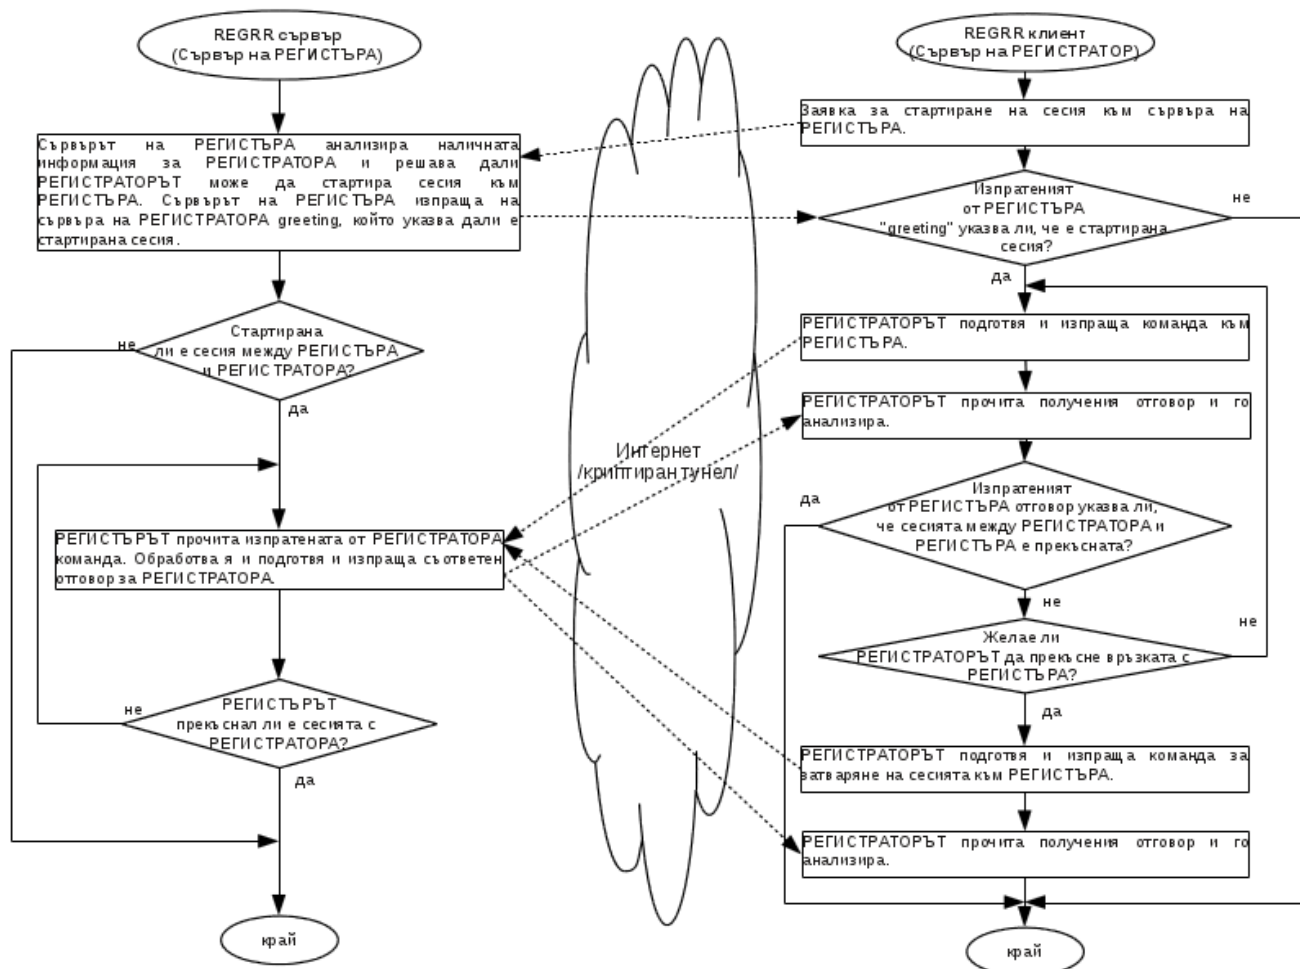 REGRR сървър
(Сървър на РЕГИСТЪРА)
Сървърът на РЕГИСТЪРА анализира наличната
информация за РЕГИСТРАТОРА и решава дали
РЕГИСТРАТОРЪТ може да стартира сесия към
РЕГИСТЪРА. Сървърът на РЕГИСТЪРА изпраща на
сървъра на РЕГИСТРАТОРА greeting, който указва дали е
стартирана сесия.
Стартирана
ли е сесия между РЕГИСТЪРА
и РЕГИСТРАТОРА?
не
да
РЕГИСТЪРЪТ прочита изпратената от РЕГИСТРАТОРА
команда. Обработва я и подготвя и изпраща съответен
отговор за РЕГИСТРАТОРА.
РЕГИСТЪРЪТ
прекъснал ли е сесията с
РЕГИСТРАТОРА?
не
да
край
Интернет
/криптиран тунел/
REGRR клиент
(Сървър на РЕГИСТРАТОР)
Заявка за стартиране на сесия към сървъра на
РЕГИСТЪРА.
Изпратеният
от РЕГИСТЪРА
"greeting" указва ли, че е стартирана
сесия?
не
да
РЕГИСТРАТОРЪТ подготвя и изпраща команда към
РЕГИСТЪРА.
РЕГИСТРАТОРЪТ прочита получения отговор и го
анализира.
Изпратеният
от РЕГИСТЪРА отговор указва ли,
че сесията между РЕГИСТРАТОРА и
РЕГИСТЪРА е прекъсната?
да
не
Желае ли
РЕГИСТРАТОРЪТ да прекъсне връзката с
РЕГИСТЪРА?
не
да
РЕГИСТРАТОРЪТ подготвя и изпраща команда за
затваряне на сесията към РЕГИСТЪРА.
РЕГИСТРАТОРЪТ прочита получения отговор и го
анализира.
край